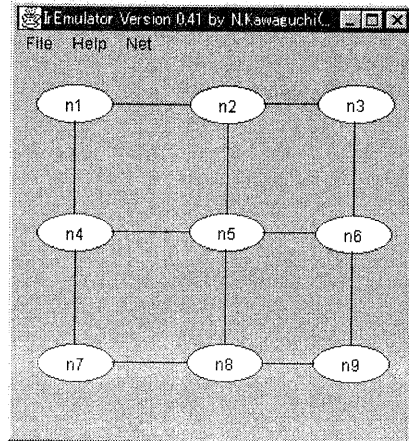 IrEmulator Version 0.41 by N.Kawaguchi(...
File Help Net
n1 n2 n3
n4 n5 n6
n7 n8 n9